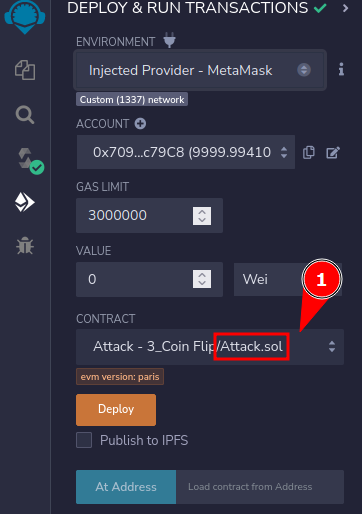 DEPLOY & RUN TRANSACTIONS
ENVIRONMENT
Injected Provider - MetaMask
Custom (1337) network
ACCOUNT
0x709...c79C8 (9999.99410
GAS LIMIT
3000000
VALUE
0 Wei
1
CONTRACT
Attack - 3_Coin Flip/Attack.sol
evm version: paris
Deploy
Publish to IPFS
At Address Load contract from Address